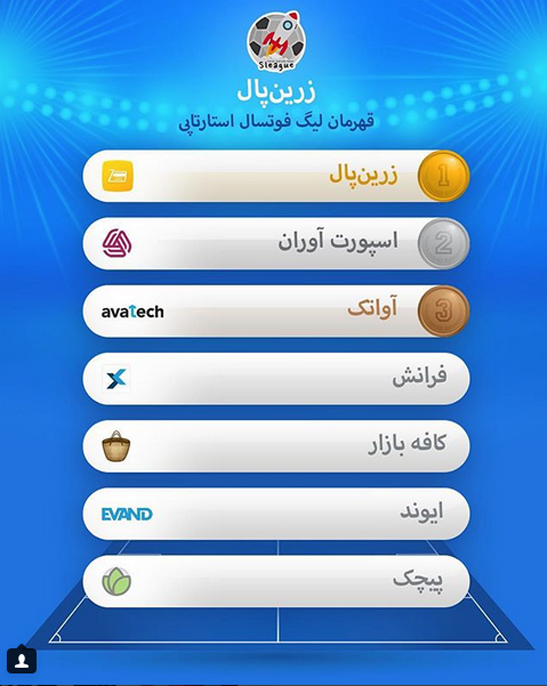 Sleague
زرین‌پال
قهرمان لیگ فوتسال استارتاپی
1 زرین‌پال
2 اسپورت آوران
3 آواتک avatech
فرانش
کافه بازار
ایوند EVAND
پیچک